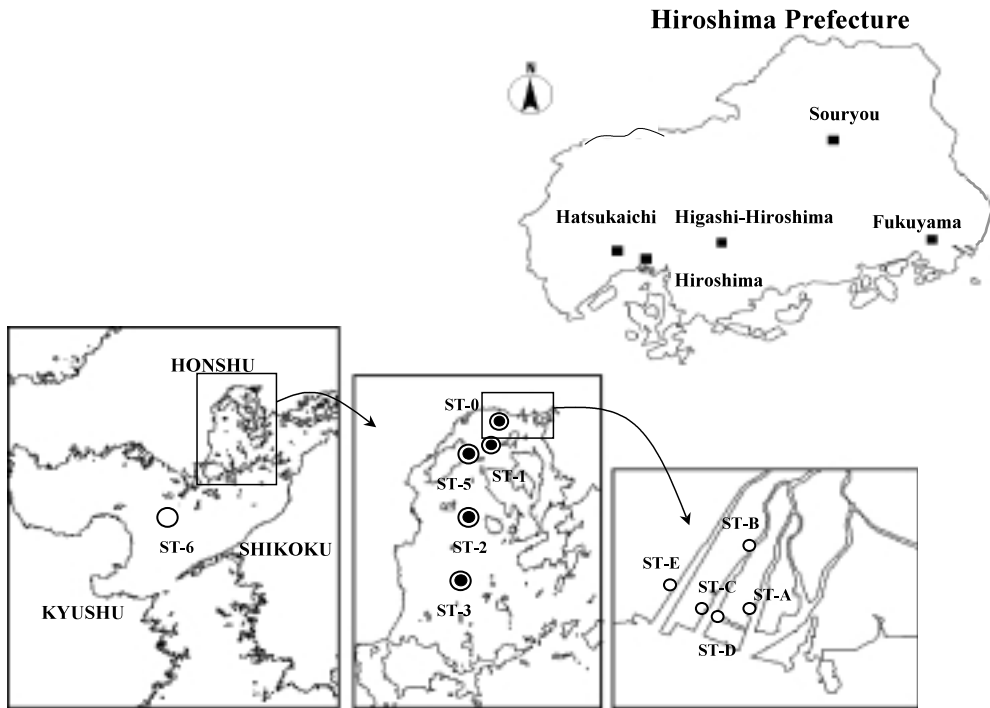 Hiroshima Prefecture
N
Souryou
Hatsukaichi
Higashi-Hiroshima
Fukuyama
Hiroshima
HONSHU
ST-6
SHIKOKU
KYUSHU
ST-0
ST-1
ST-5
ST-2
ST-3
ST-B
ST-E
ST-C
ST-A
ST-D